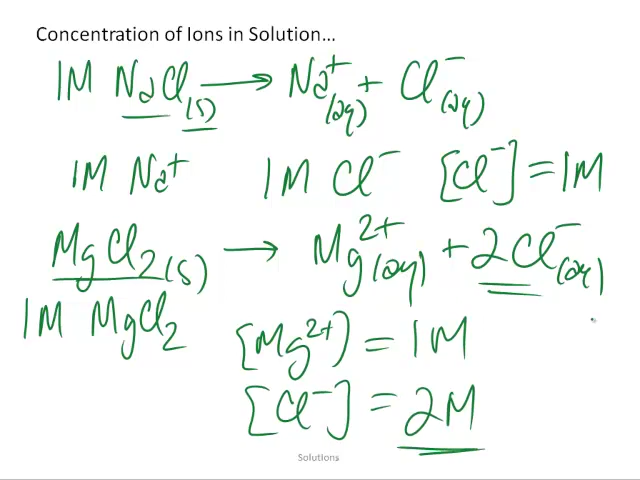 Concentration of Ions in Solution...
1M NaCl(s) → Na⁺(aq) + Cl⁻(aq)
1M Na⁺ 1M Cl⁻ [Cl⁻] = 1M
MgCl₂(s) → Mg²⁺(aq) + 2Cl⁻(aq)
1M MgCl₂
[Mg²⁺] = 1M
[Cl⁻] = 2M
Solutions